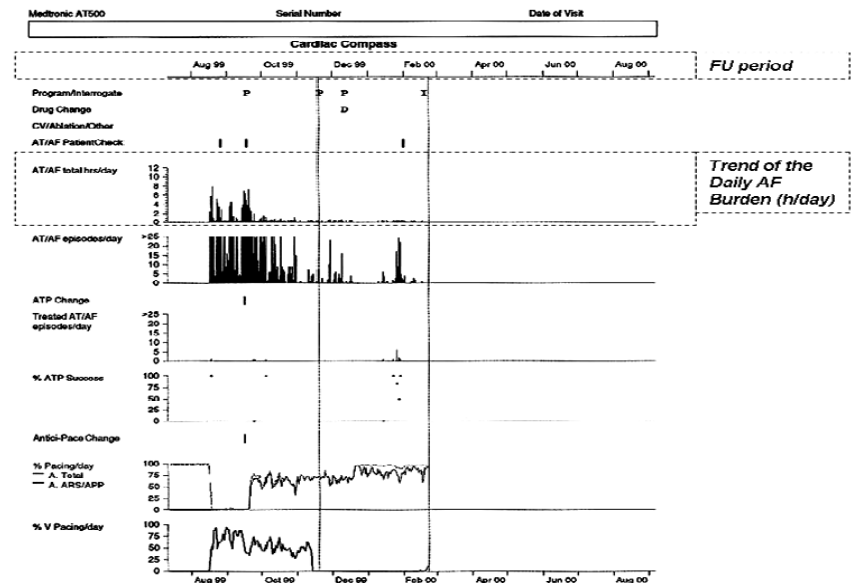 Medtronic AT500 Serial Number Date of Visit
Cardiac Compass
Aug 99 Oct 99 Dec 99 Feb 00 Apr 00 Jun 00 Aug 00
FU period
Program/Interrogate P P P I
Drug Change D
CV/Ablation/Other
AT/AF PatientCheck
Trend of the
Daily AF
Burden (h/day)
AT/AF total hrs/day
12
10
8
6
4
2
0
AT/AF episodes/day
>25
20
15
10
5
0
ATP Change
Treated AT/AF
episodes/day
>25
20
15
10
5
0
% ATP Success
100
75
50
25
0
Antici-Pace Change
% Pacing/day
A. Total
A. ARS/APP
100
75
50
25
0
% V Pacing/day
100
75
50
25
0
Aug 99 Oct 99 Dec 99 Feb 00 Apr 00 Jun 00 Aug 00